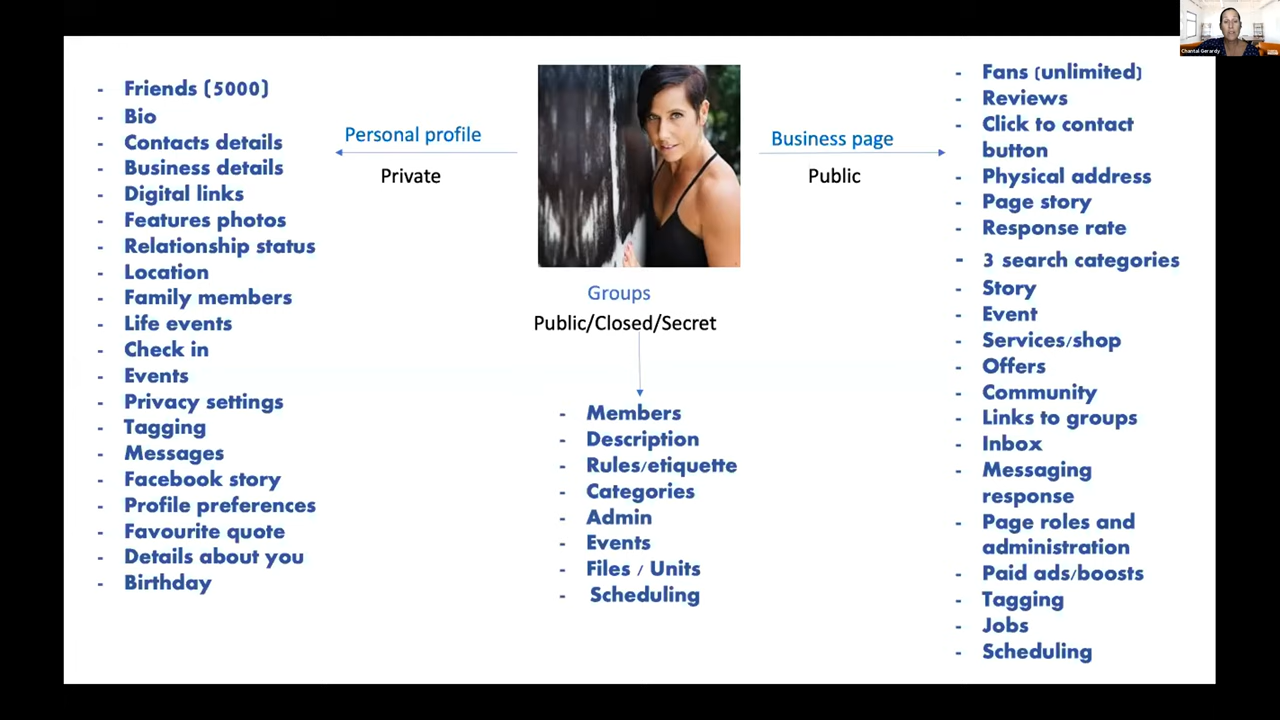 - Friends (5000)
- Bio
- Contacts details
- Business details
- Digital links
- Features photos
- Relationship status
- Location
- Family members
- Life events
- Check in
- Events
- Privacy settings
- Tagging
- Messages
- Facebook story
- Profile preferences
- Favourite quote
- Details about you
- Birthday
Personal profile
Private
Groups
Public/Closed/Secret
- Members
- Description
- Rules/etiquette
- Categories
- Admin
- Events
- Files / Units
- Scheduling
Business page
Public
- Fans (unlimited)
- Reviews
- Click to contact
button
- Physical address
- Page story
- Response rate
- 3 search categories
- Story
- Event
- Services/shop
- Offers
- Community
- Links to groups
- Inbox
- Messaging
response
- Page roles and
administration
- Paid ads/boosts
- Tagging
- Jobs
- Scheduling
Chantal Gerardy